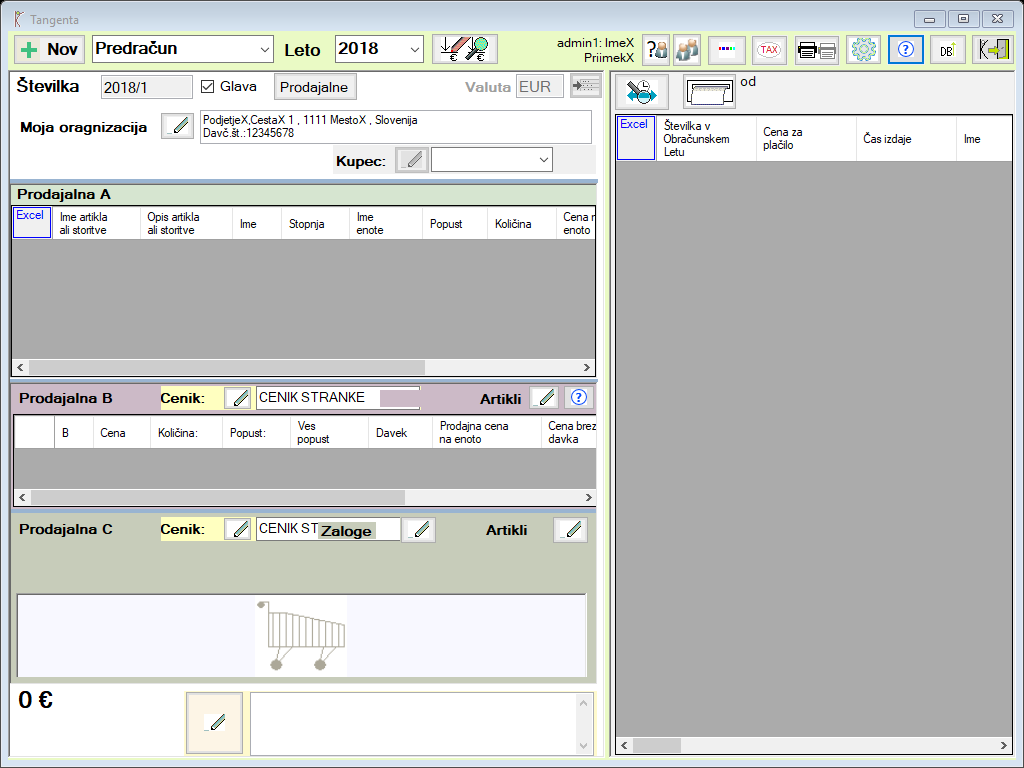 Tangenta
Nov
Predračun
Leto
2018
admin1: ImeX
PriimekX
TAX
DB
Številka
2018/1
Glava
Prodajalne
Valuta
EUR
Moja oragnizacija
PodjetjeX,CestaX 1 , 1111 MestoX , Slovenija
Davč.št.:12345678
Kupec:
Prodajalna A
Excel
Ime artikla
ali storitve
Opis artikla
ali storitve
Ime
Stopnja
Ime
enote
Popust
Količina
Cena n
enoto
Prodajalna B
Cenik:
CENIK STRANKE
Artikli
B
Cena
Količina:
Popust:
Ves
popust
Davek
Prodajna cena
na enoto
Cena brez
davka
Prodajalna C
Cenik:
CENIK ST
Zaloge
Artikli
0 €
od
Excel
Številka v
Obračunskem
Letu
Cena za
plačilo
Čas izdaje
Ime